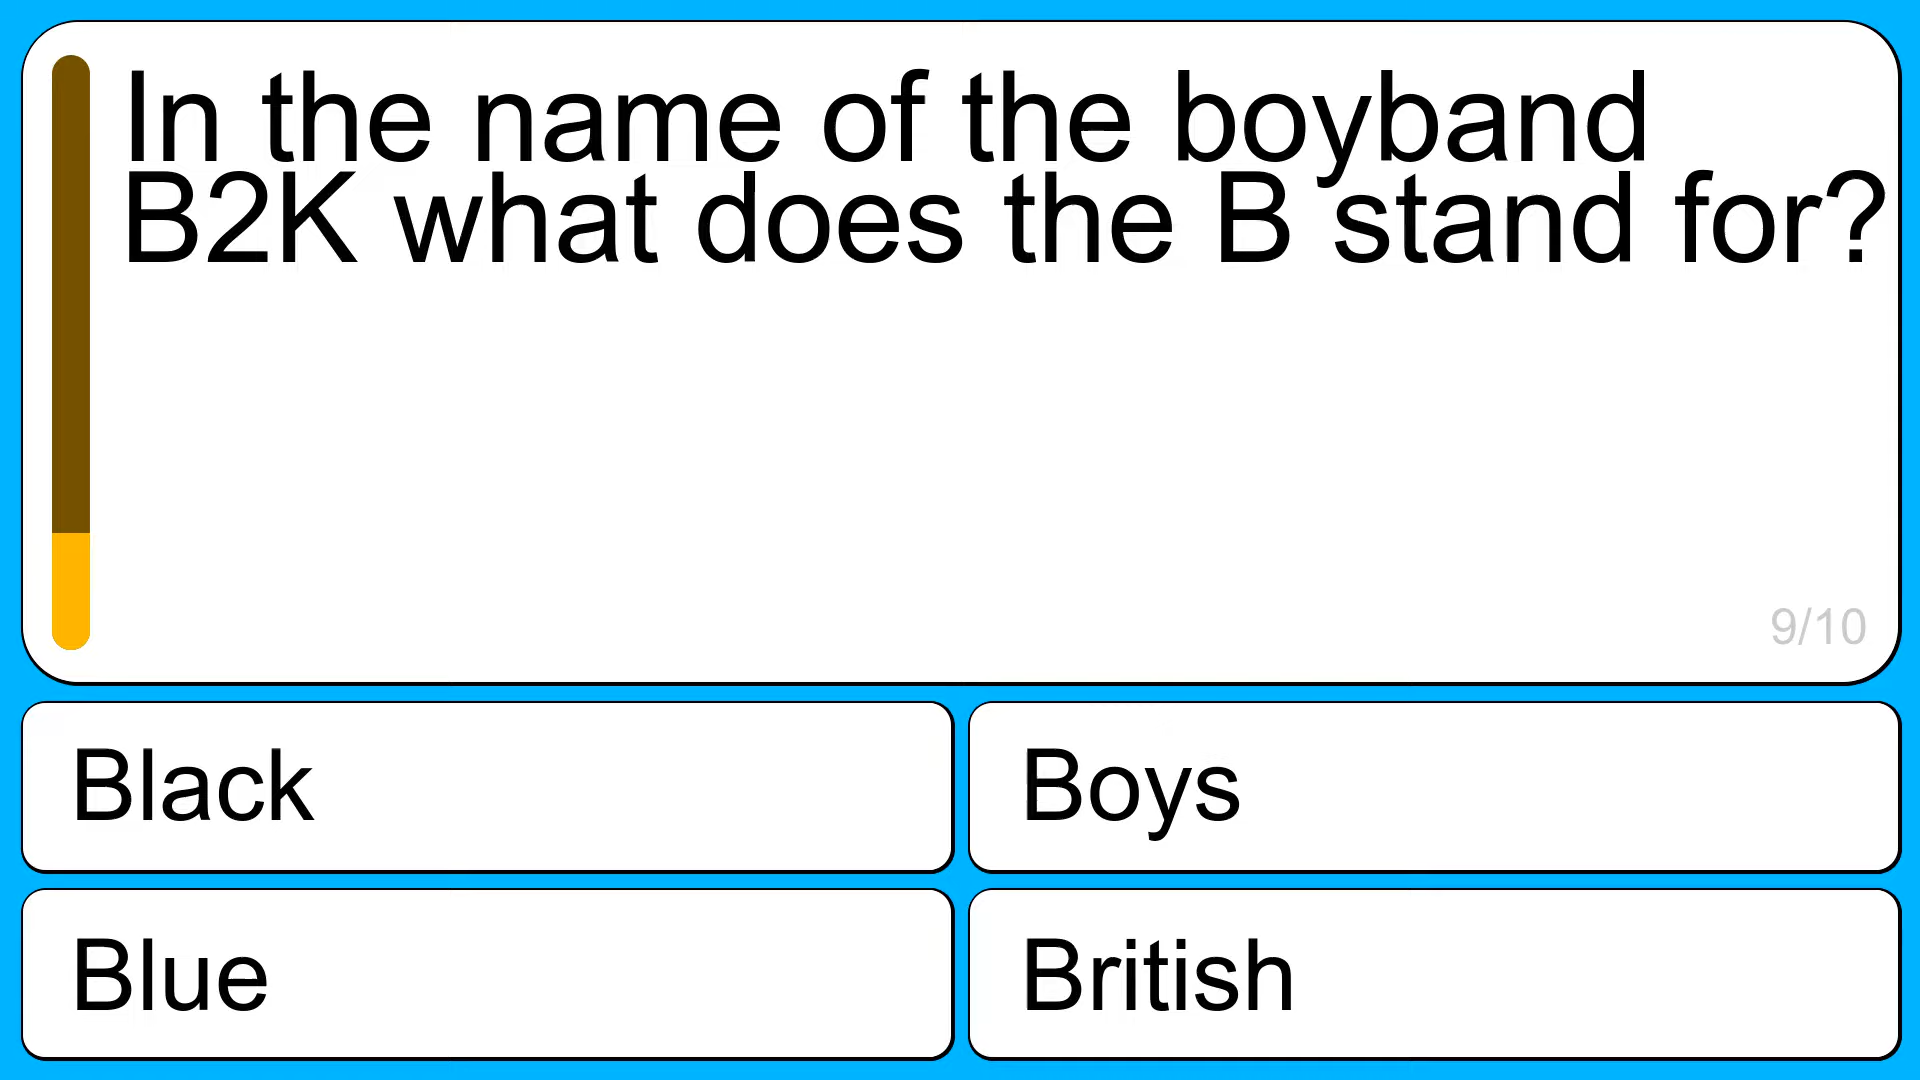 In the name of the boyband
B2K what does the B stand for?
9/10
Black
Boys
Blue
British